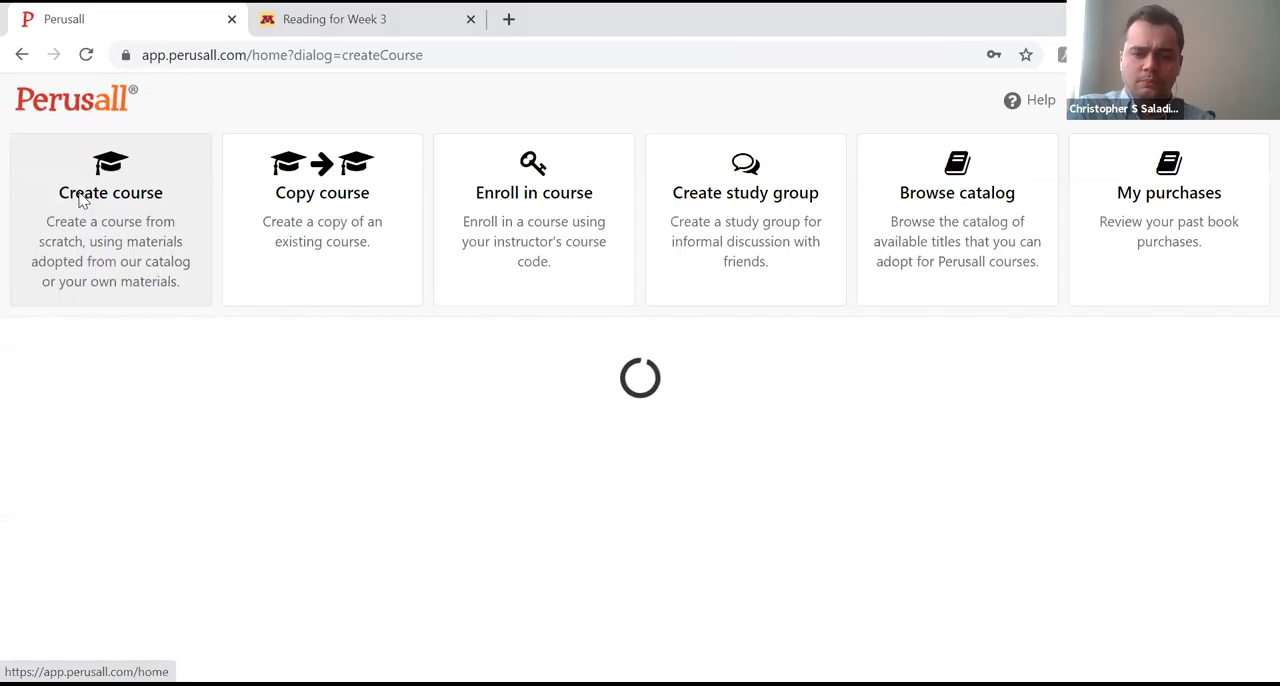 Perusall
Reading for Week 3
app.perusall.com/home?dialog=createCourse
Perusall®
Help
Christopher S Saladi...
Create course
Create a course from
scratch, using materials
adopted from our catalog
or your own materials.
Copy course
Create a copy of an
existing course.
Enroll in course
Enroll in a course using
your instructor's course
code.
Create study group
Create a study group for
informal discussion with
friends.
Browse catalog
Browse the catalog of
available titles that you can
adopt for Perusall courses.
My purchases
Review your past book
purchases.
https://app.perusall.com/home